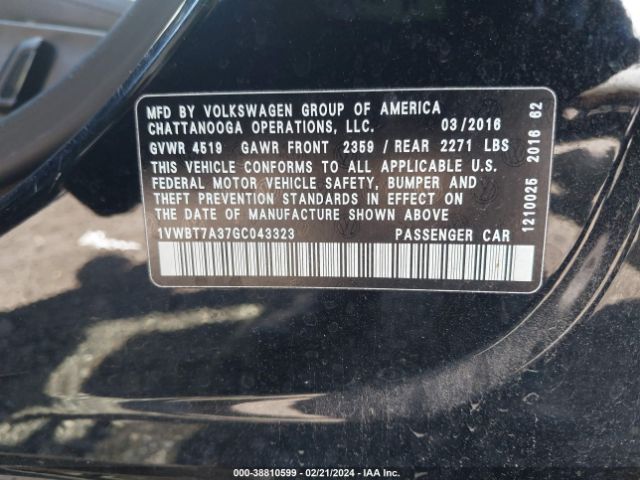 MFD BY VOLKSWAGEN GROUP OF AMERICA
CHATTANOOGA OPERATIONS, LLC. 03/2016
GVWR 4519 GAWR FRONT 2359 / REAR 2271 LBS
THIS VEHICLE CONFORMS TO ALL APPLICABLE U.S.
FEDERAL MOTOR VEHICLE SAFETY, BUMPER AND
THEFT PREVENTION STANDARDS IN EFFECT ON
THE DATE OF MANUFACTURE SHOWN ABOVE
1VWBT7A37GC043323 PASSENGER CAR
1210026 2016 62
000-38810599 - 02/21/2024 - IAA Inc.